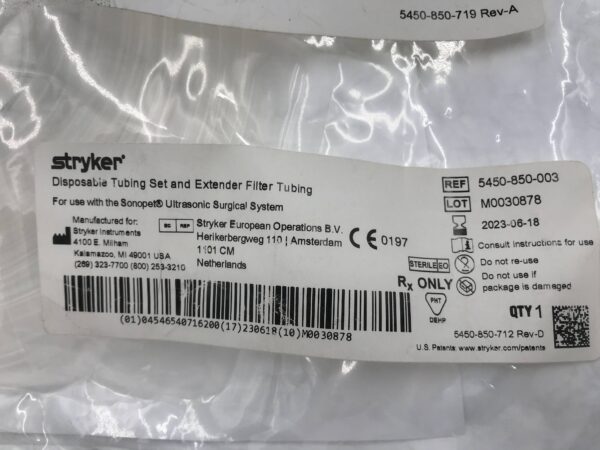 5450-850-719 Rev-A
stryker®
Disposable Tubing Set and Extender Filter Tubing
For use with the Sonopet® Ultrasonic Surgical System
Manufactured for:
Stryker Instruments
4100 E. Milham
Kalamazoo, MI 49001 USA
(269) 323-7700 (800) 253-3210
EC REP
Stryker European Operations B.V.
Herikerbergweg 110 | Amsterdam
1101 CM
Netherlands
CE 0197
REF 5450-850-003
LOT M0030878
2023-06-18
Consult instructions for use
STERILE EO
Do not re-use
Rx ONLY
Do not use if
package is damaged
PHT
DEHP
QTY 1
(01)04546540716200(17)230618(10)M0030878
5450-850-712 Rev-D
U.S. Patents: www.stryker.com/patents